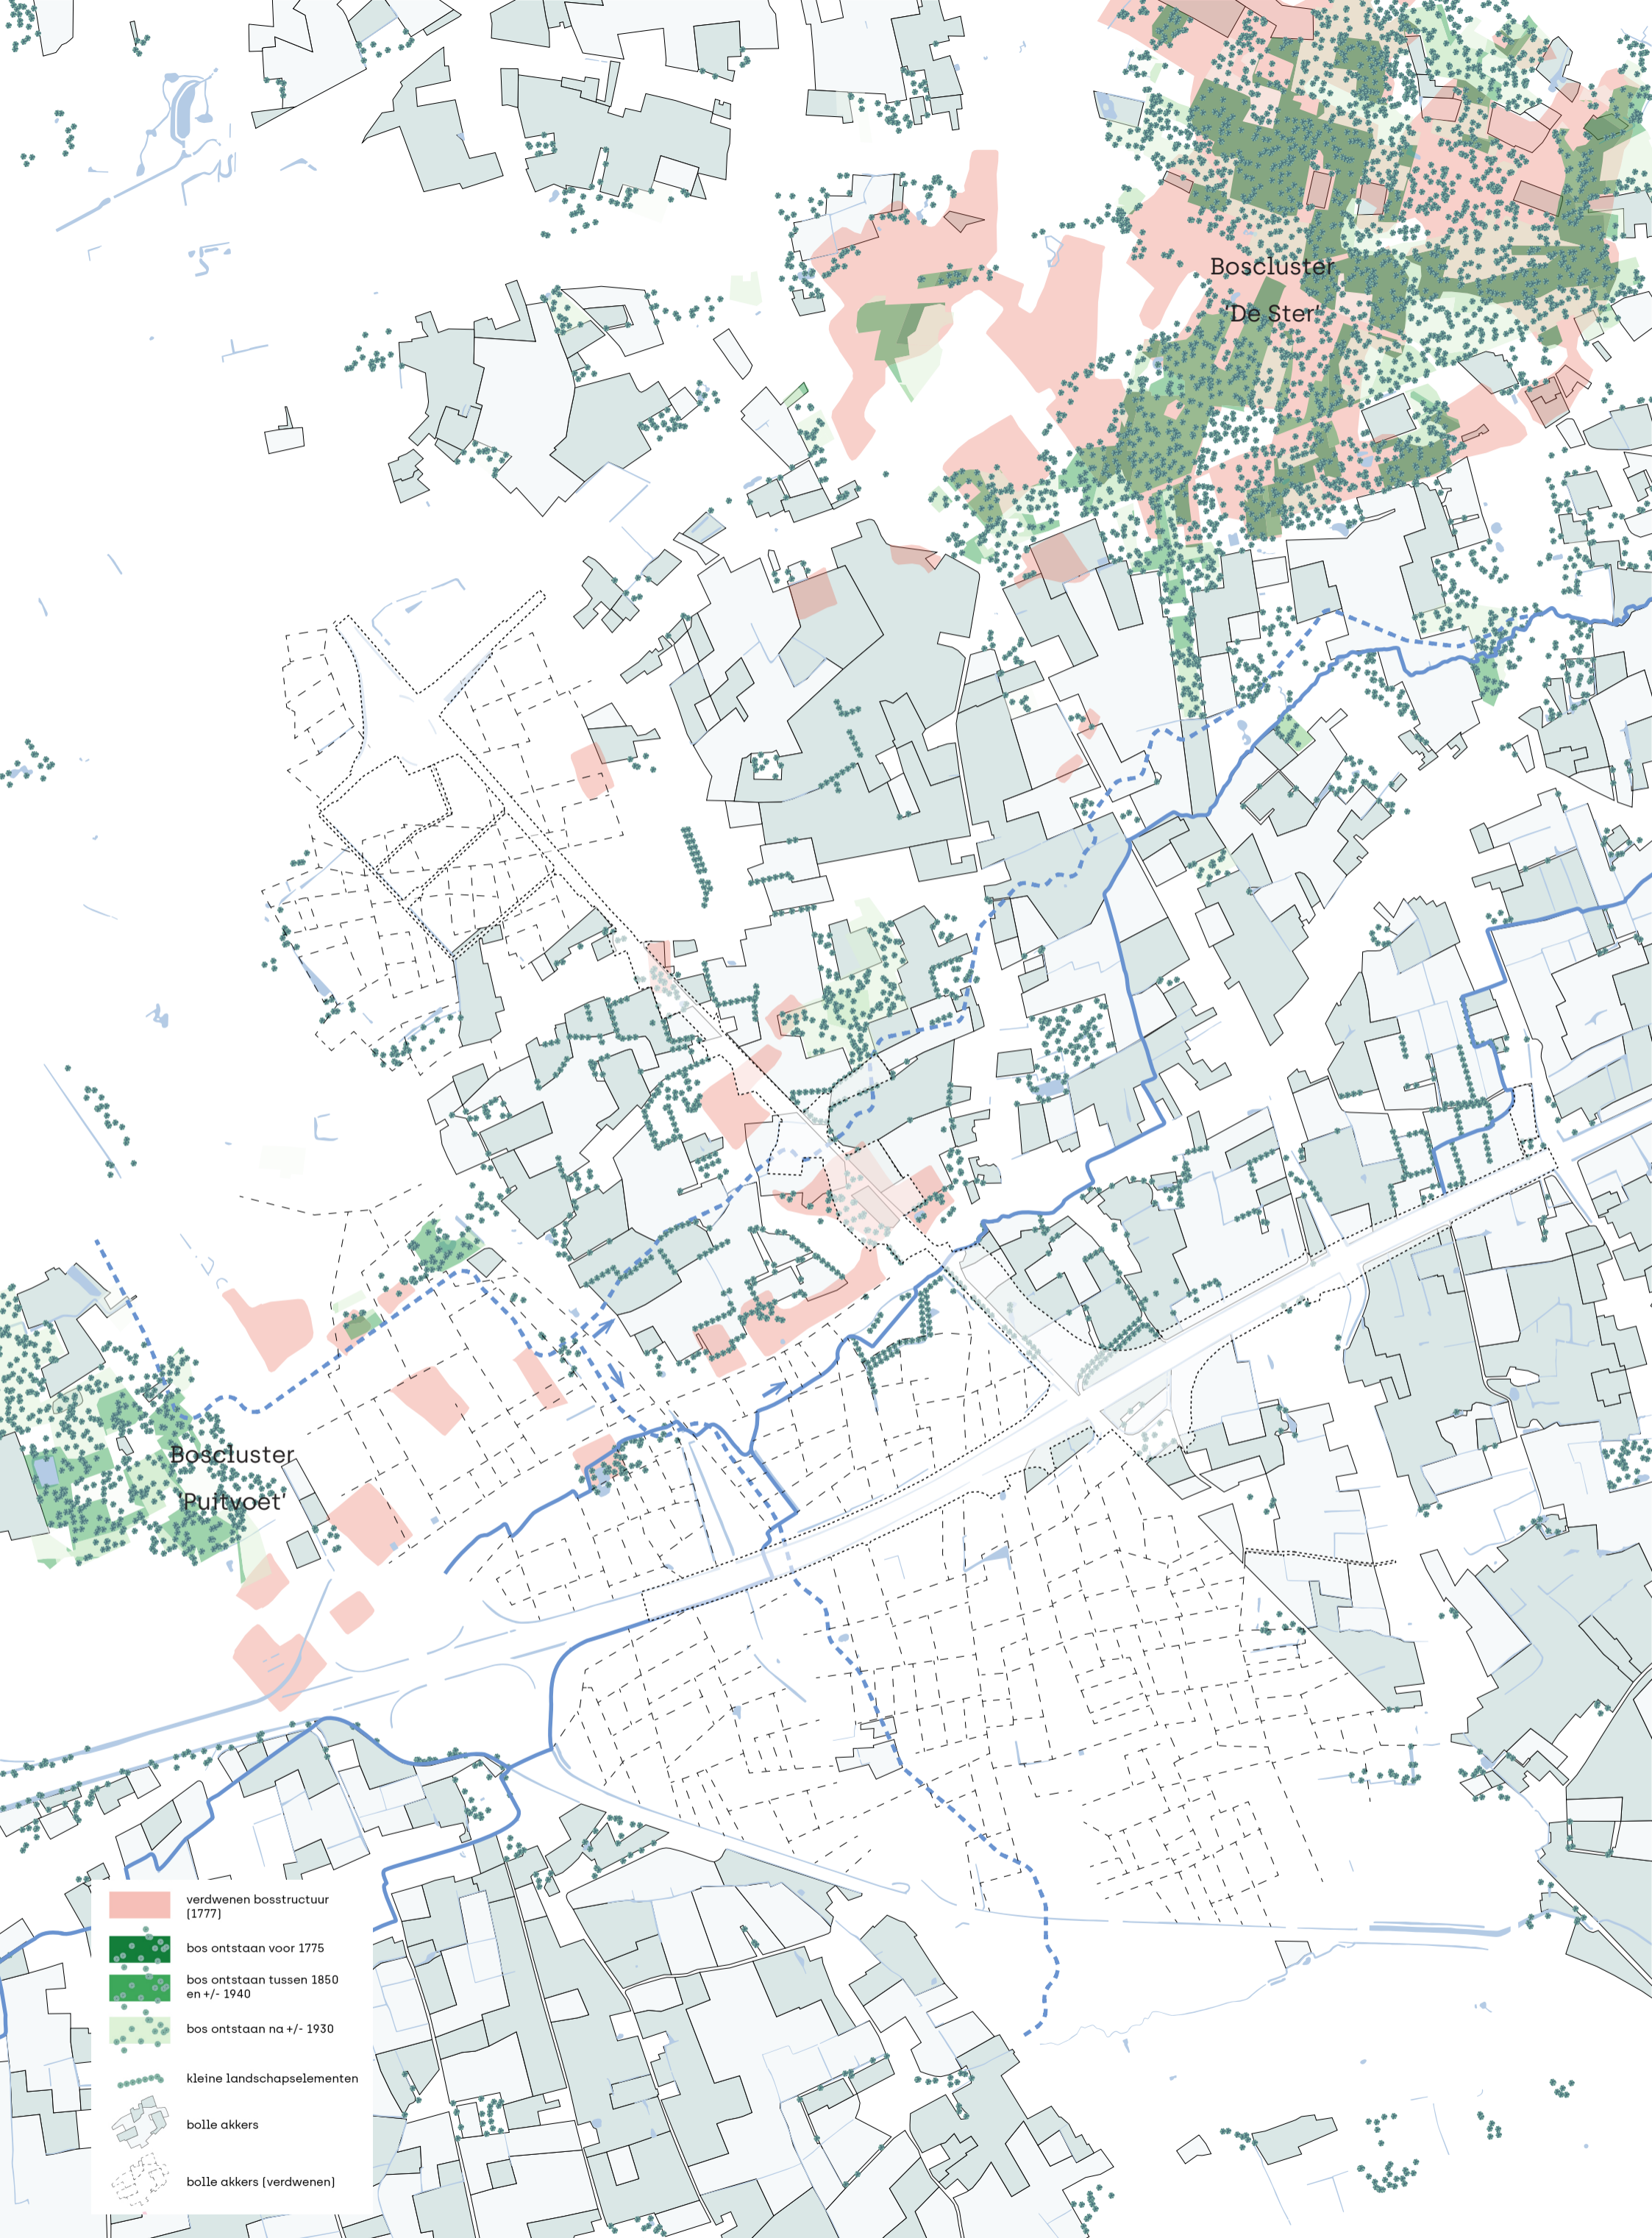 Boscluster
'De Ster'
Boscluster
'Puitvoet'
verdwenen bosstructuur
(1777)
bos ontstaan voor 1775
bos ontstaan tussen 1850
en +/- 1940
bos ontstaan na +/- 1930
kleine landschapselementen
bolle akkers
bolle akkers (verdwenen)